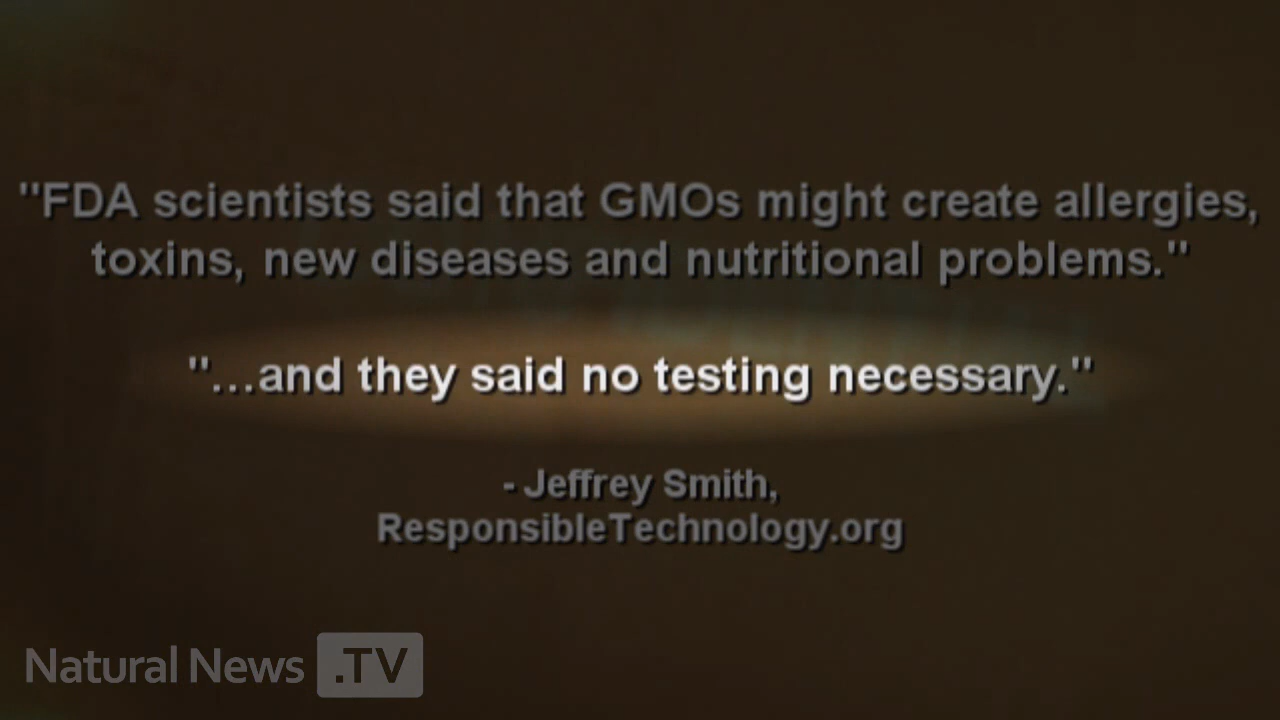 "FDA scientists said that GMOs might create allergies,
toxins, new diseases and nutritional problems."
"...and they said no testing necessary."
- Jeffrey Smith,
ResponsibleTechnology.org
Natural News .TV